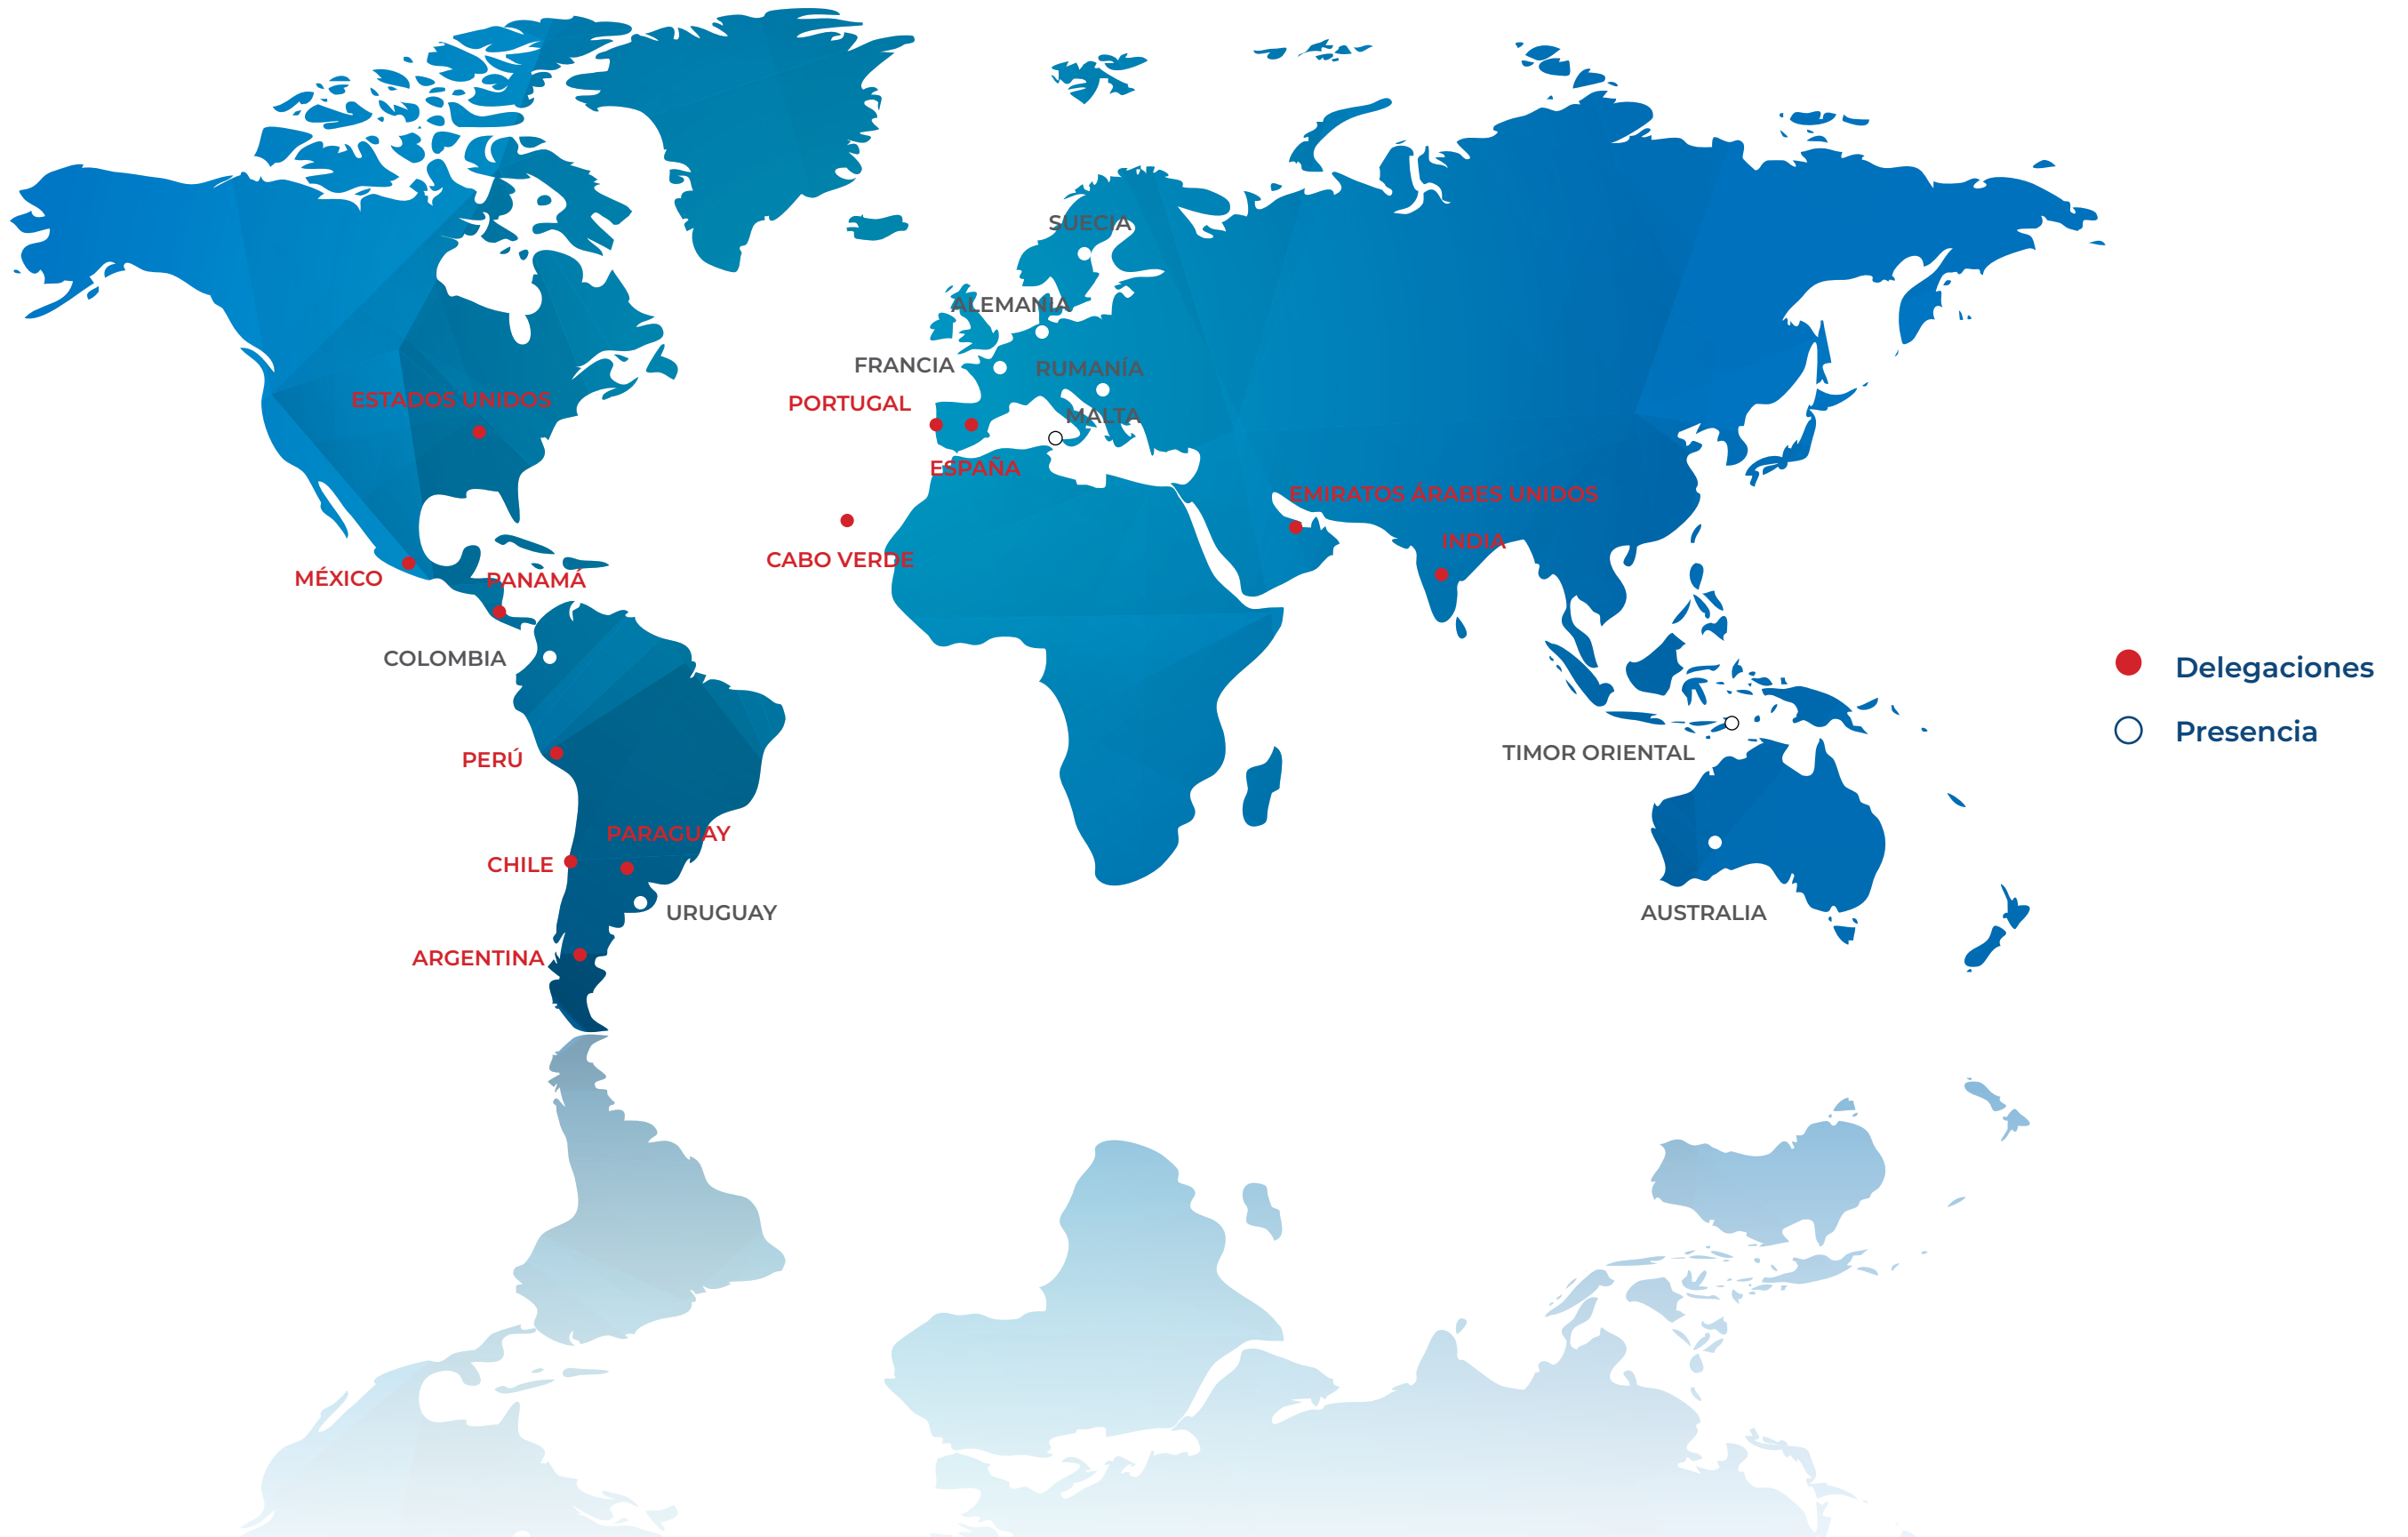 SUECIA
ALEMANIA
FRANCIA
RUMANÍA
ESTADOS UNIDOS
PORTUGAL
MALTA
ESPAÑA
EMIRATOS ÁRABES UNIDOS
INDIA
CABO VERDE
MÉXICO
PANAMÁ
COLOMBIA
Delegaciones
Presencia
TIMOR ORIENTAL
PERÚ
PARAGUAY
CHILE
URUGUAY
AUSTRALIA
ARGENTINA